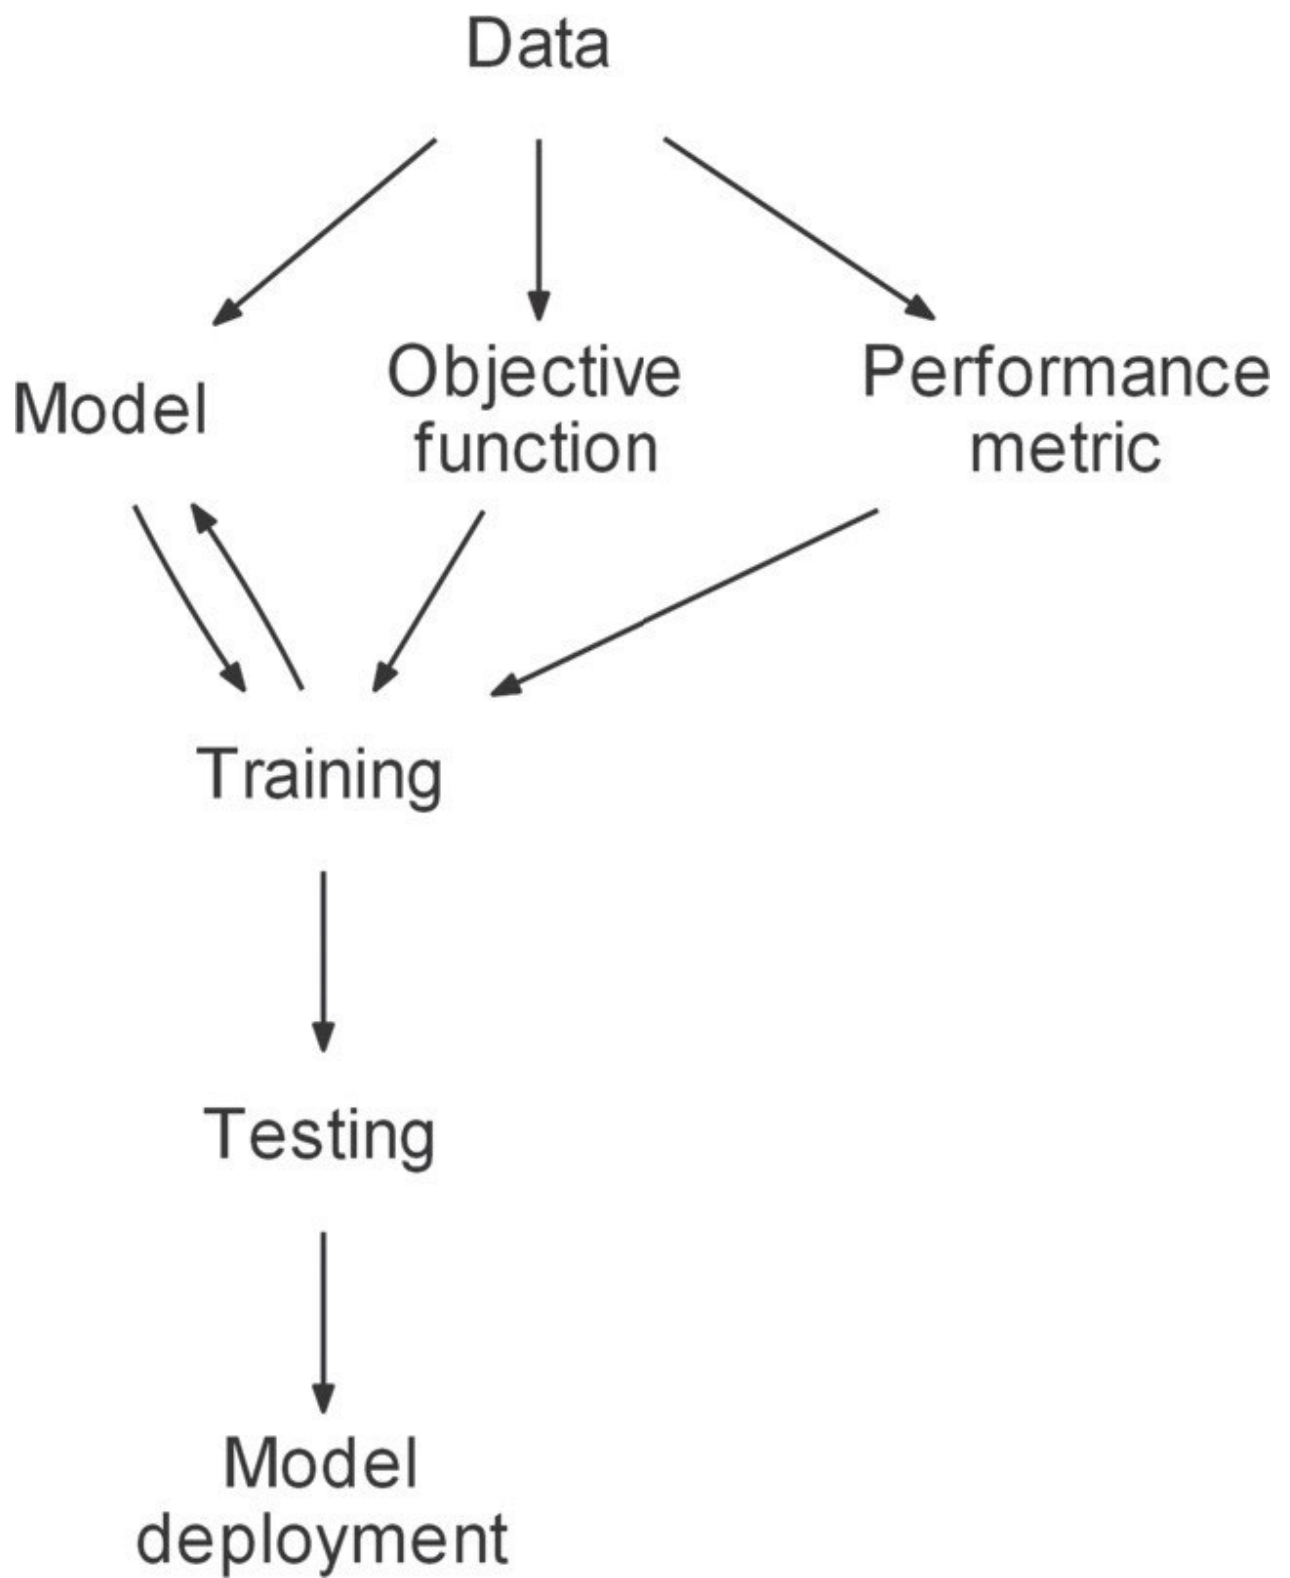 Data
Model
Objective
function
Performance
metric
Training
Testing
Model
deployment